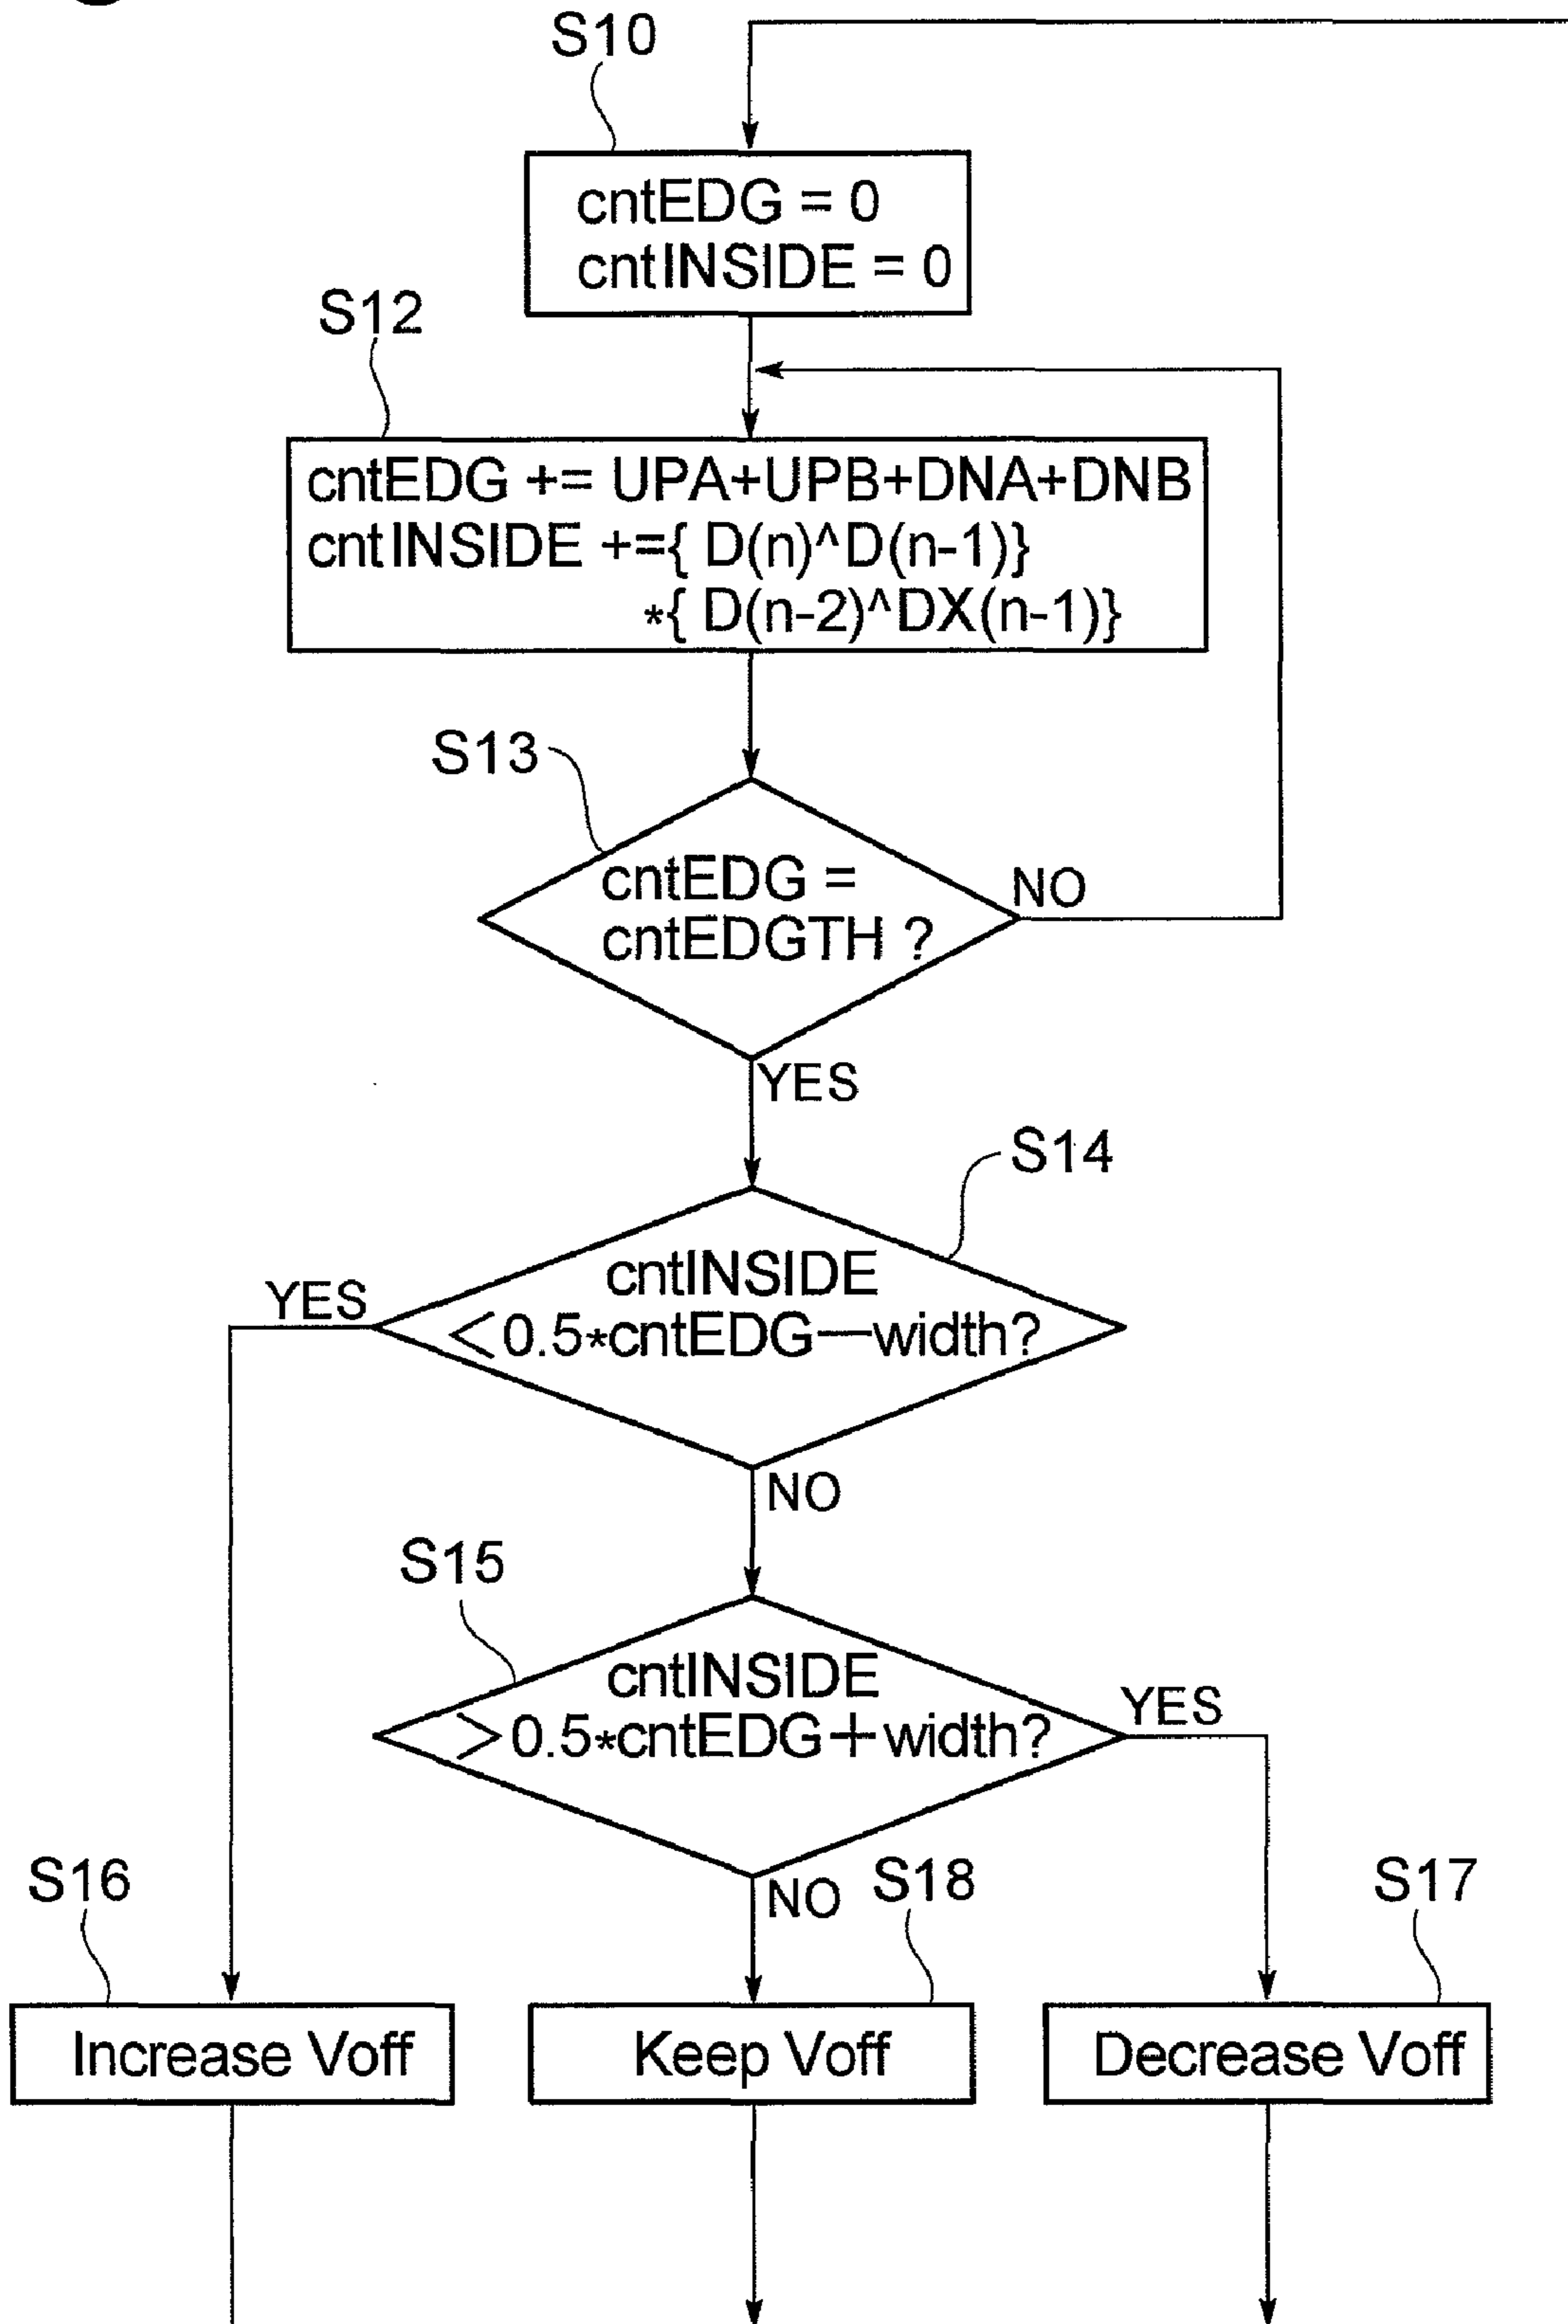 S10
cntEDG = 0
cntINSIDE = 0
S12
cntEDG += UPA+UPB+DNA+DNB
cntINSIDE +={ D(n)^D(n-1)}
*{ D(n-2)^DX(n-1)}
S13
cntEDG =
cntEDGTH ?
NO
YES
S14
cntINSIDE
<0.5*cntEDG—width?
YES
NO
S15
cntINSIDE
>0.5*cntEDG+width?
YES
NO
S16
S18
S17
Increase Voff
Keep Voff
Decrease Voff